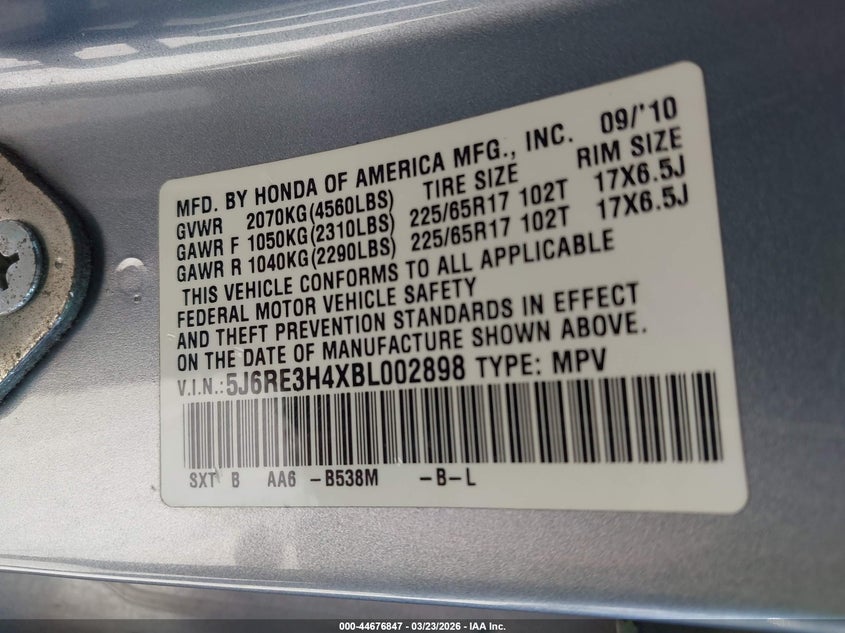 MFD. BY HONDA OF AMERICA MFG., INC. 09/'10
GVWR 2070KG(4560LBS) TIRE SIZE RIM SIZE
GAWR F 1050KG(2310LBS) 225/65R17 102T 17X6.5J
GAWR R 1040KG(2290LBS) 225/65R17 102T 17X6.5J
THIS VEHICLE CONFORMS TO ALL APPLICABLE
FEDERAL MOTOR VEHICLE SAFETY
AND THEFT PREVENTION STANDARDS IN EFFECT
ON THE DATE OF MANUFACTURE SHOWN ABOVE.
V.I.N.: 5J6RE3H4XBL002898 TYPE: MPV
SXT B AA6 -B538M -B-L
000-44676847 | 03/23/2026 - IAA Inc.